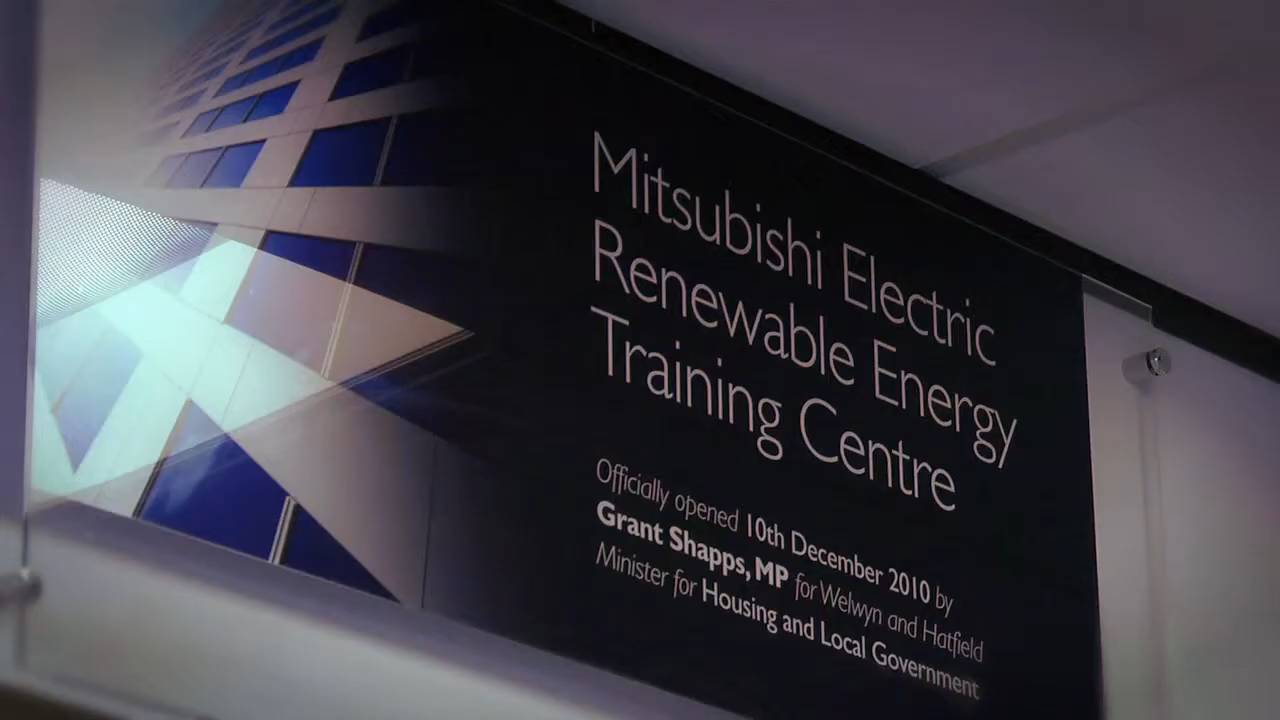 Mitsubishi Electric
Renewable Energy
Training Centre
Officially opened 10th December 2010 by
Grant Shapps, MP for Welwyn and Hatfield
Minister for Housing and Local Government